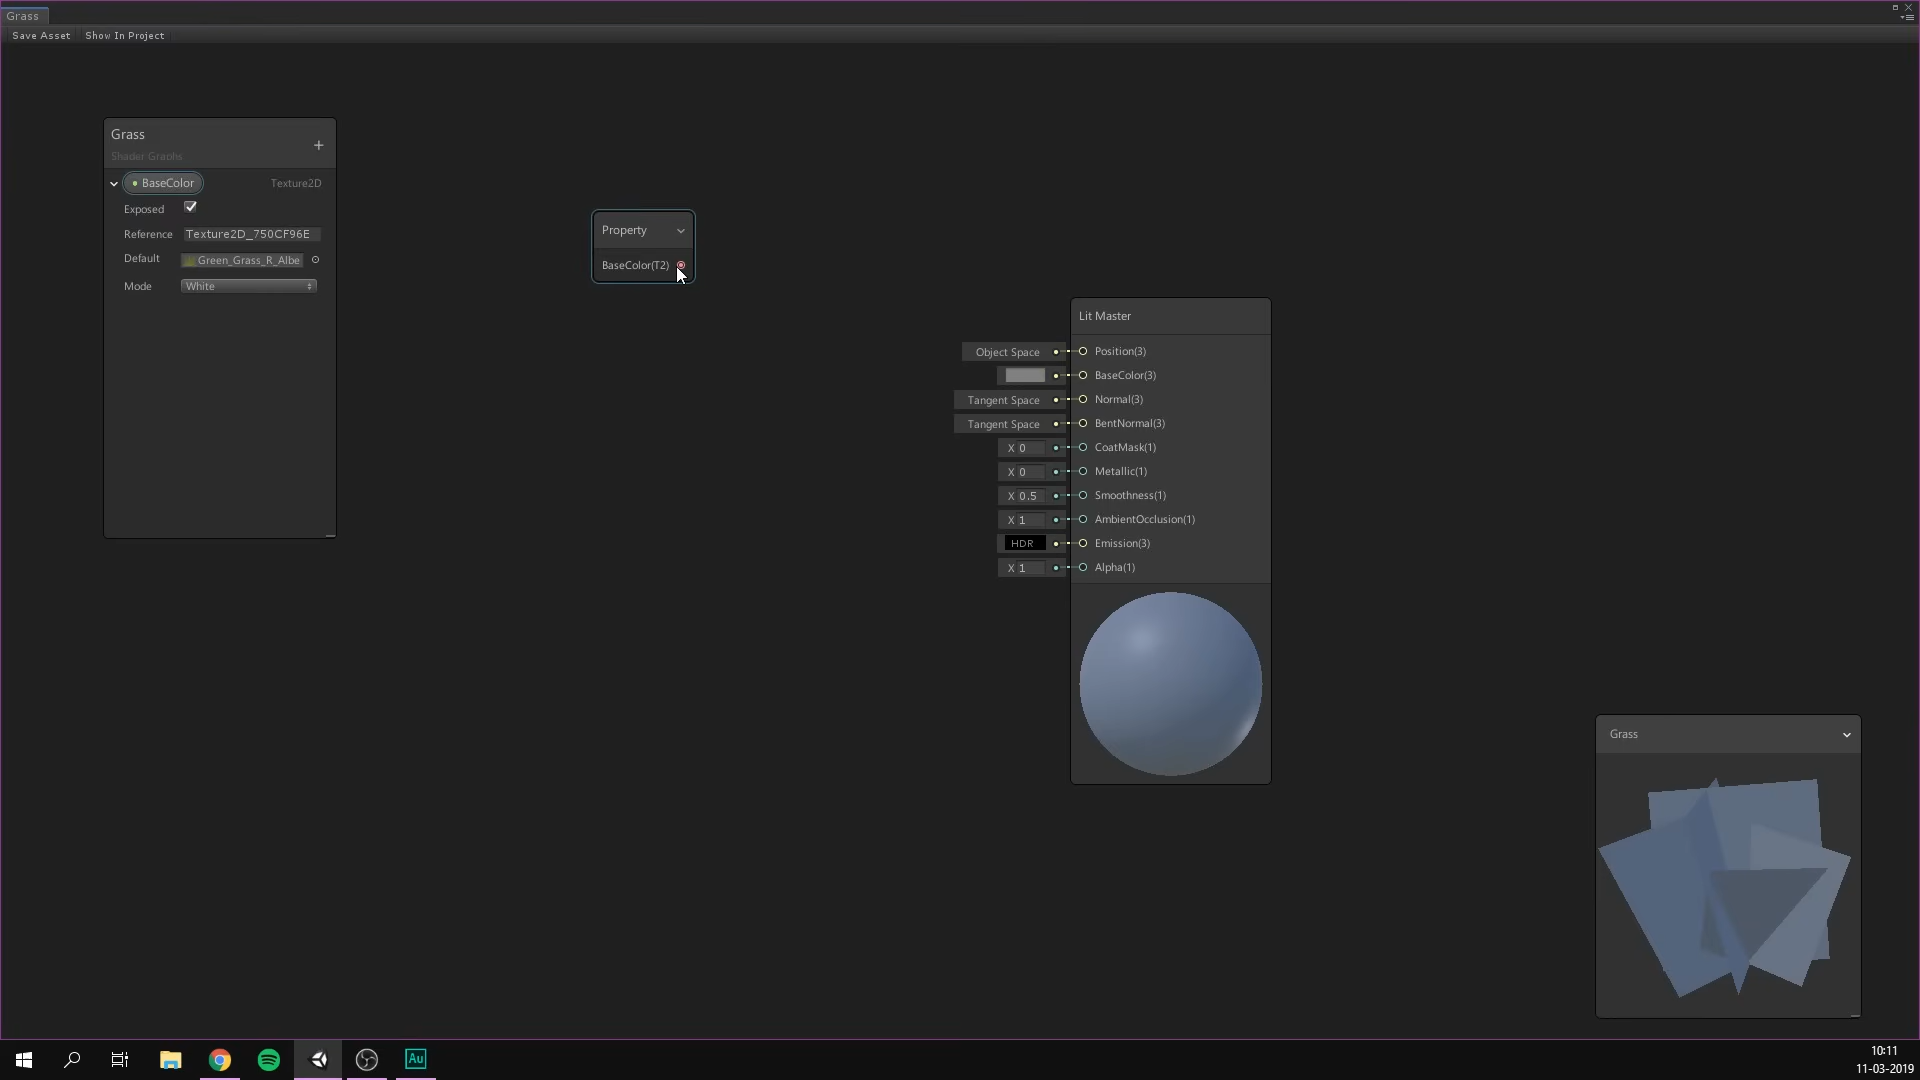 Grass
Save Asset Show In Project
Grass
Shader Graphs
BaseColor Texture2D
Exposed
Reference Texture2D_750CF96E
Default Green_Grass_R_Albe
Mode White
Property
BaseColor(T2)
Lit Master
Object Space Position(3)
BaseColor(3)
Tangent Space Normal(3)
Tangent Space BentNormal(3)
X 0 CoatMask(1)
X 0 Metallic(1)
X 0.5 Smoothness(1)
X 1 AmbientOcclusion(1)
HDR Emission(3)
X 1 Alpha(1)
Grass
Au
10:11
11-03-2019